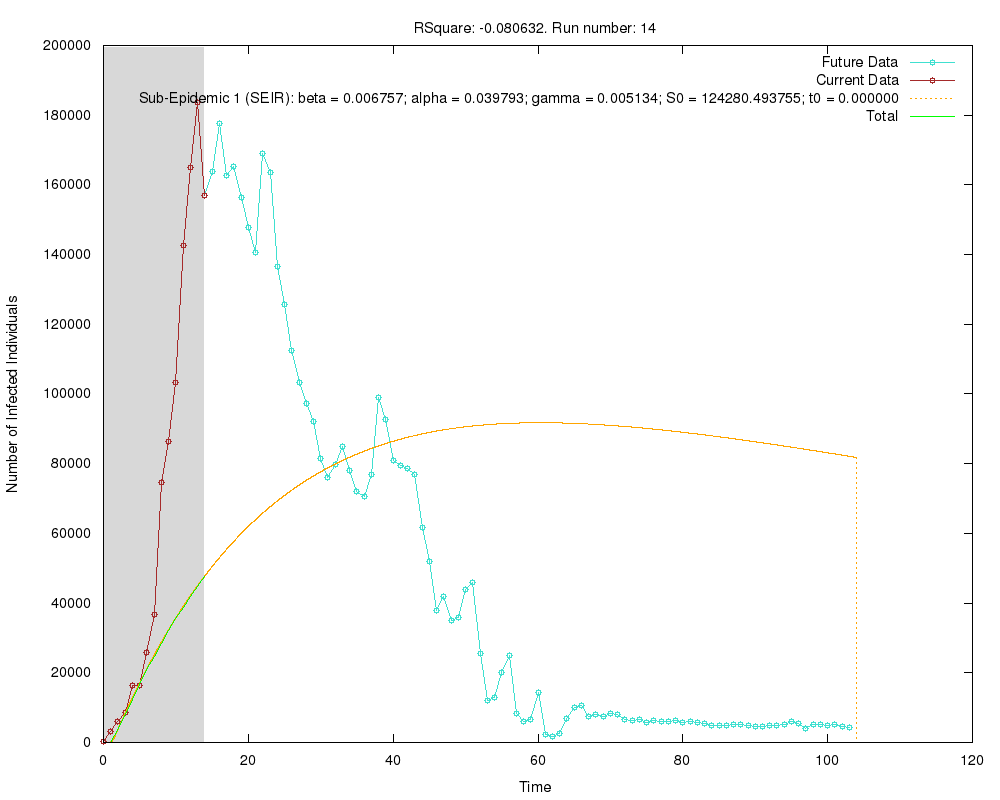 RSquare: -0.080632. Run number: 14
Future Data
Current Data
Sub-Epidemic 1 (SEIR): beta = 0.006757; alpha = 0.039793; gamma = 0.005134; S0 = 124280.493755; t0 = 0.000000
Total
200000
180000
160000
140000
120000
100000
80000
60000
40000
20000
0
Number of Infected Individuals
0 20 40 60 80 100 120
Time